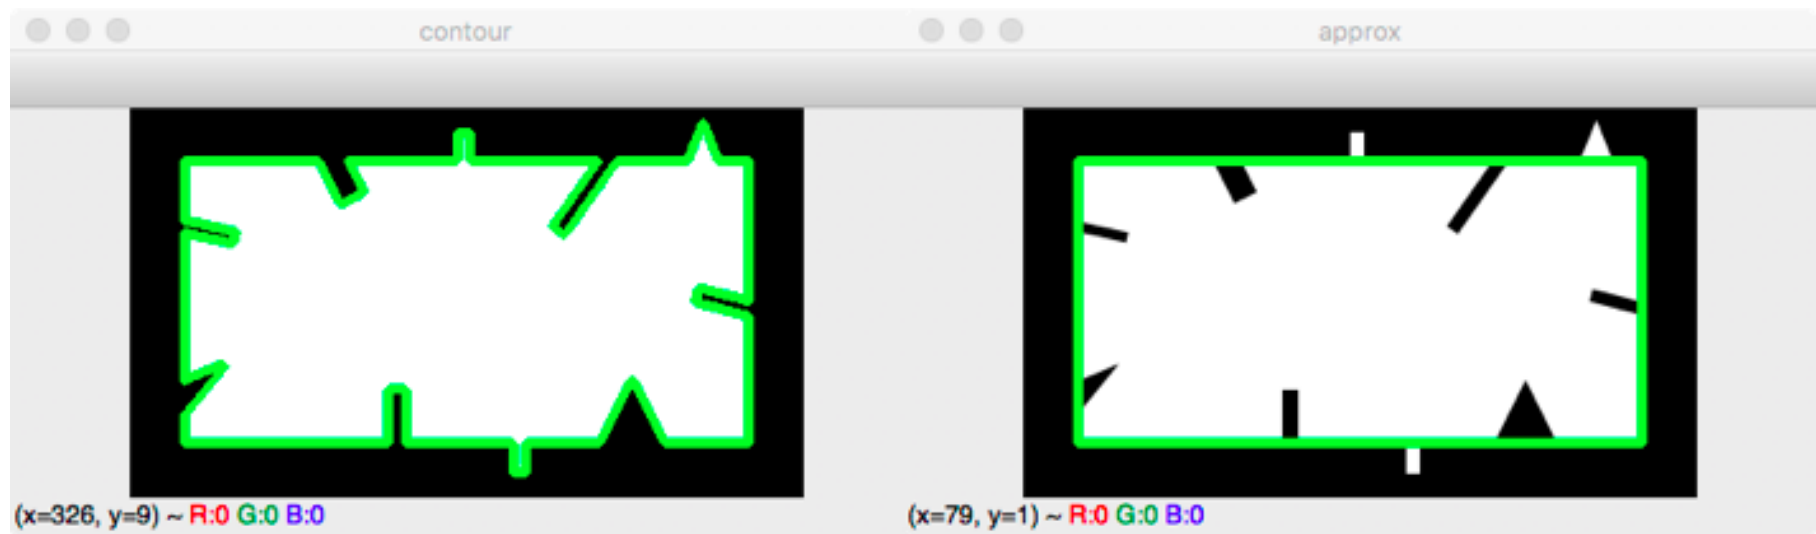 contour
approx
(x=326, y=9) ~ R:0 G:0 B:0
(x=79, y=1) ~ R:0 G:0 B:0